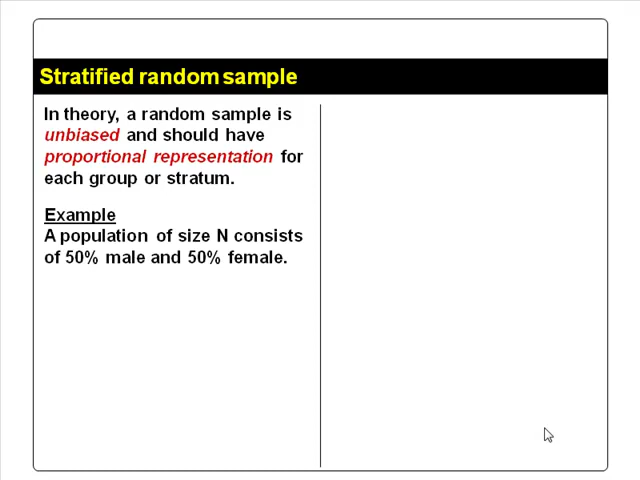 Stratified random sample
In theory, a random sample is
unbiased and should have
proportional representation for
each group or stratum.
Example
A population of size N consists
of 50% male and 50% female.